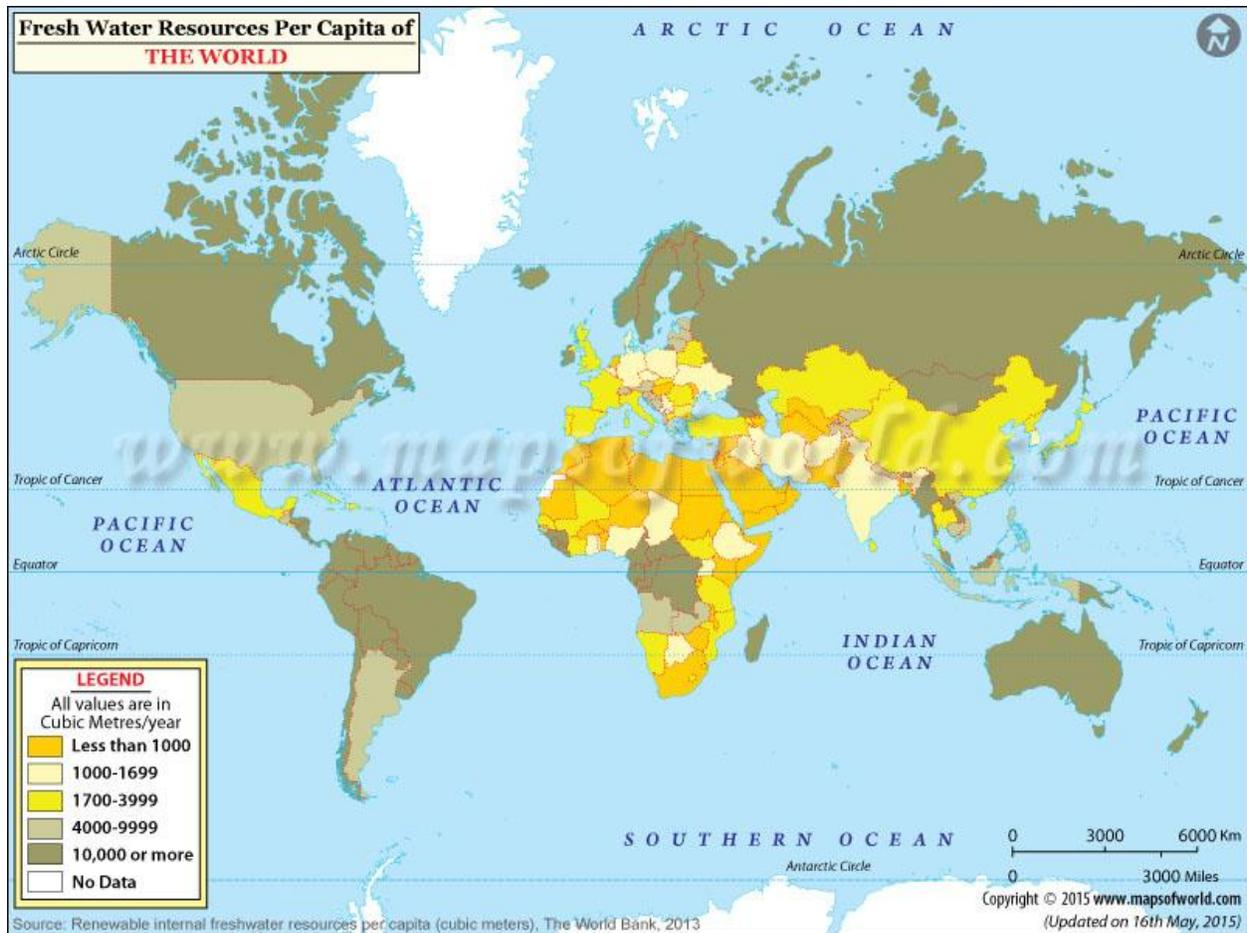 Fresh Water Resources Per Capita of
THE WORLD
ARCTIC OCEAN
N
Arctic Circle
Arctic Circle
www.mapsofworld.com
PACIFIC
OCEAN
Tropic of Cancer
ATLANTIC
OCEAN
Tropic of Cancer
PACIFIC
OCEAN
Equator
Equator
Tropic of Capricorn
INDIAN
OCEAN
Tropic of Capricorn
LEGEND
All values are in
Cubic Metres/year
Less than 1000
1000-1699
1700-3999
4000-9999
10,000 or more
No Data
SOUTHERN OCEAN
0 3000 6000 Km
0 3000 Miles
Antarctic Circle
Copyright © 2015 www.mapsofworld.com
(Updated on 16th May, 2015)
Source: Renewable internal freshwater resources per capita (cubic meters), The World Bank, 2013